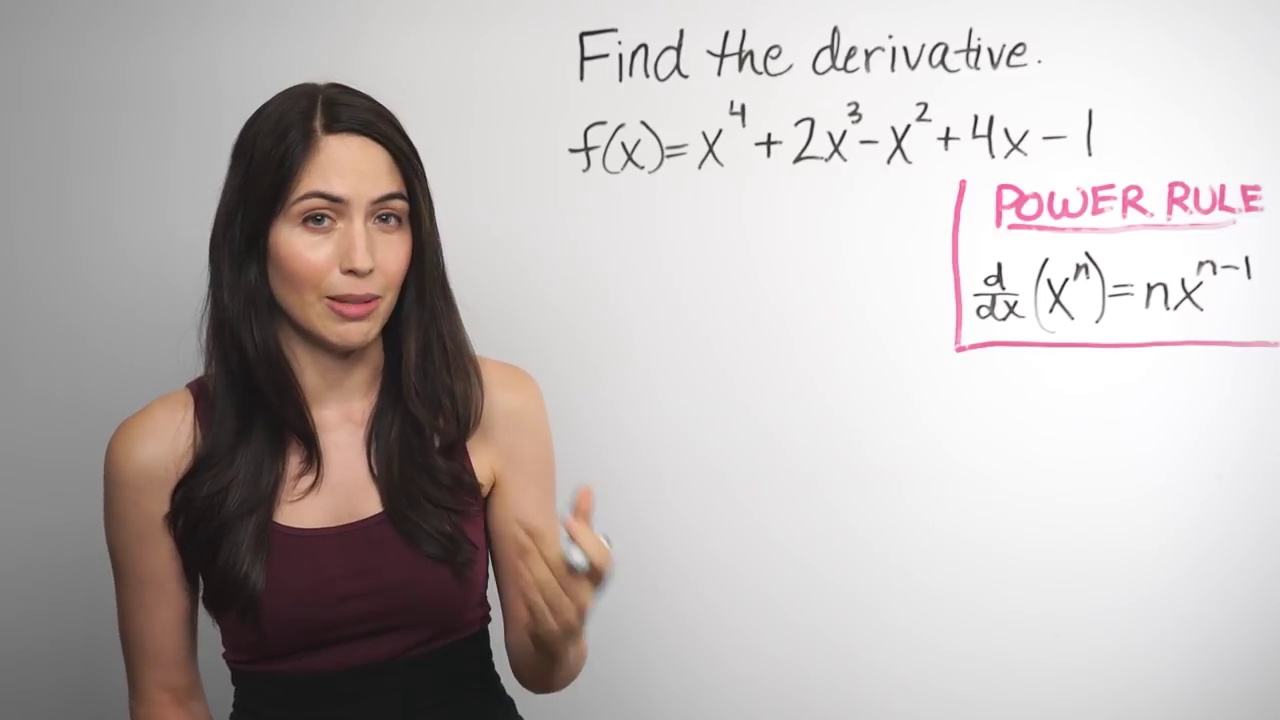 Find the derivative.
f(x)=x⁴+2x³-x²+4x-1
POWER RULE
d/dx(xⁿ)=nxⁿ⁻¹